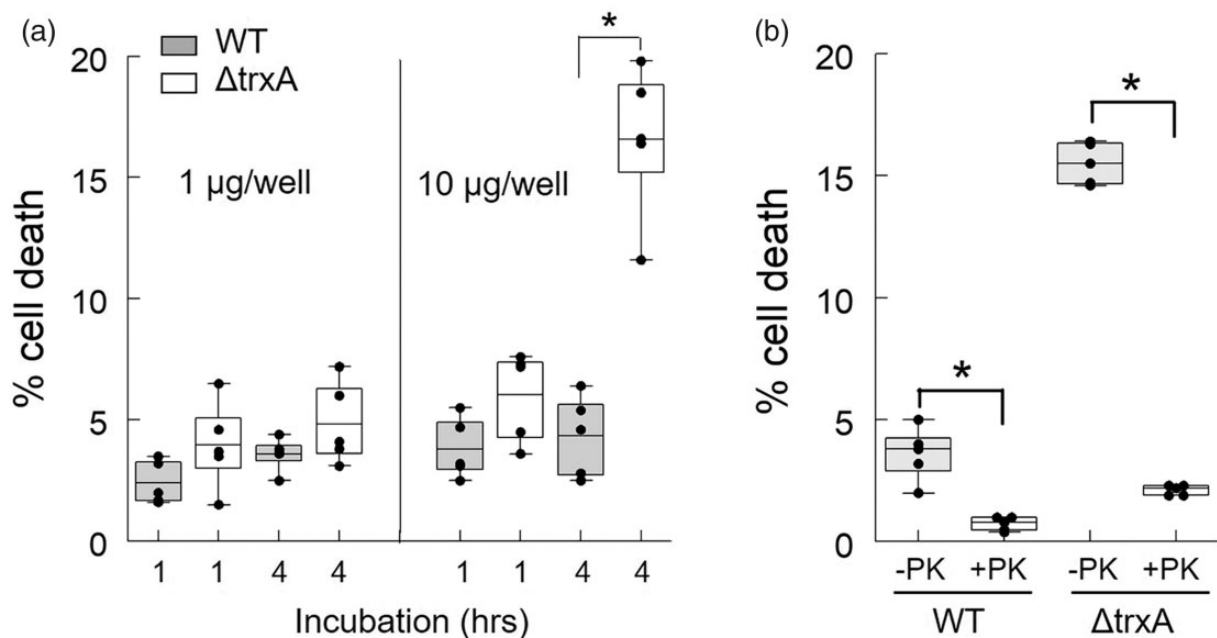 (a)
WT
ΔtrxA
*
20
15
10
5
0
% cell death
1 μg/well
10 μg/well
1 1 4 4 1 1 4 4
Incubation (hrs)
(b)
20
15
10
5
0
% cell death
*
*
-PK +PK -PK +PK
WT ΔtrxA